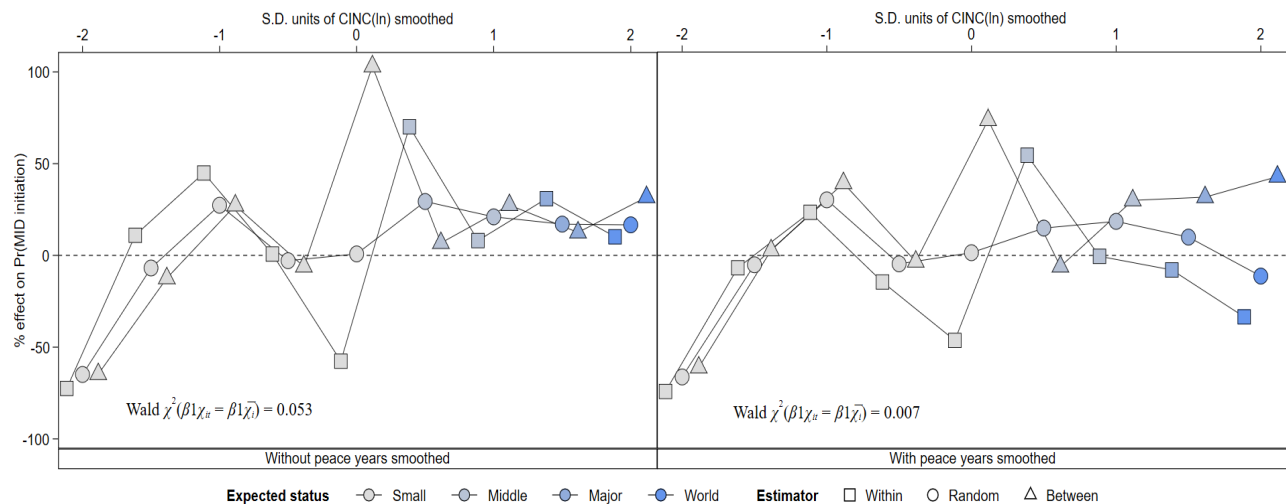 S.D. units of CINC(ln) smoothed S.D. units of CINC(ln) smoothed
-2 -1 0 1 2 -2 -1 0 1 2
100
50
0
-50
-100
% effect on Pr(MID initiation)
Wald χ²(β1χᵢₜ = β1χ̄ᵢ) = 0.053
Wald χ²(β1χᵢₜ = β1χ̄ᵢ) = 0.007
Without peace years smoothed With peace years smoothed
Expected status Small Middle Major World Estimator Within Random Between